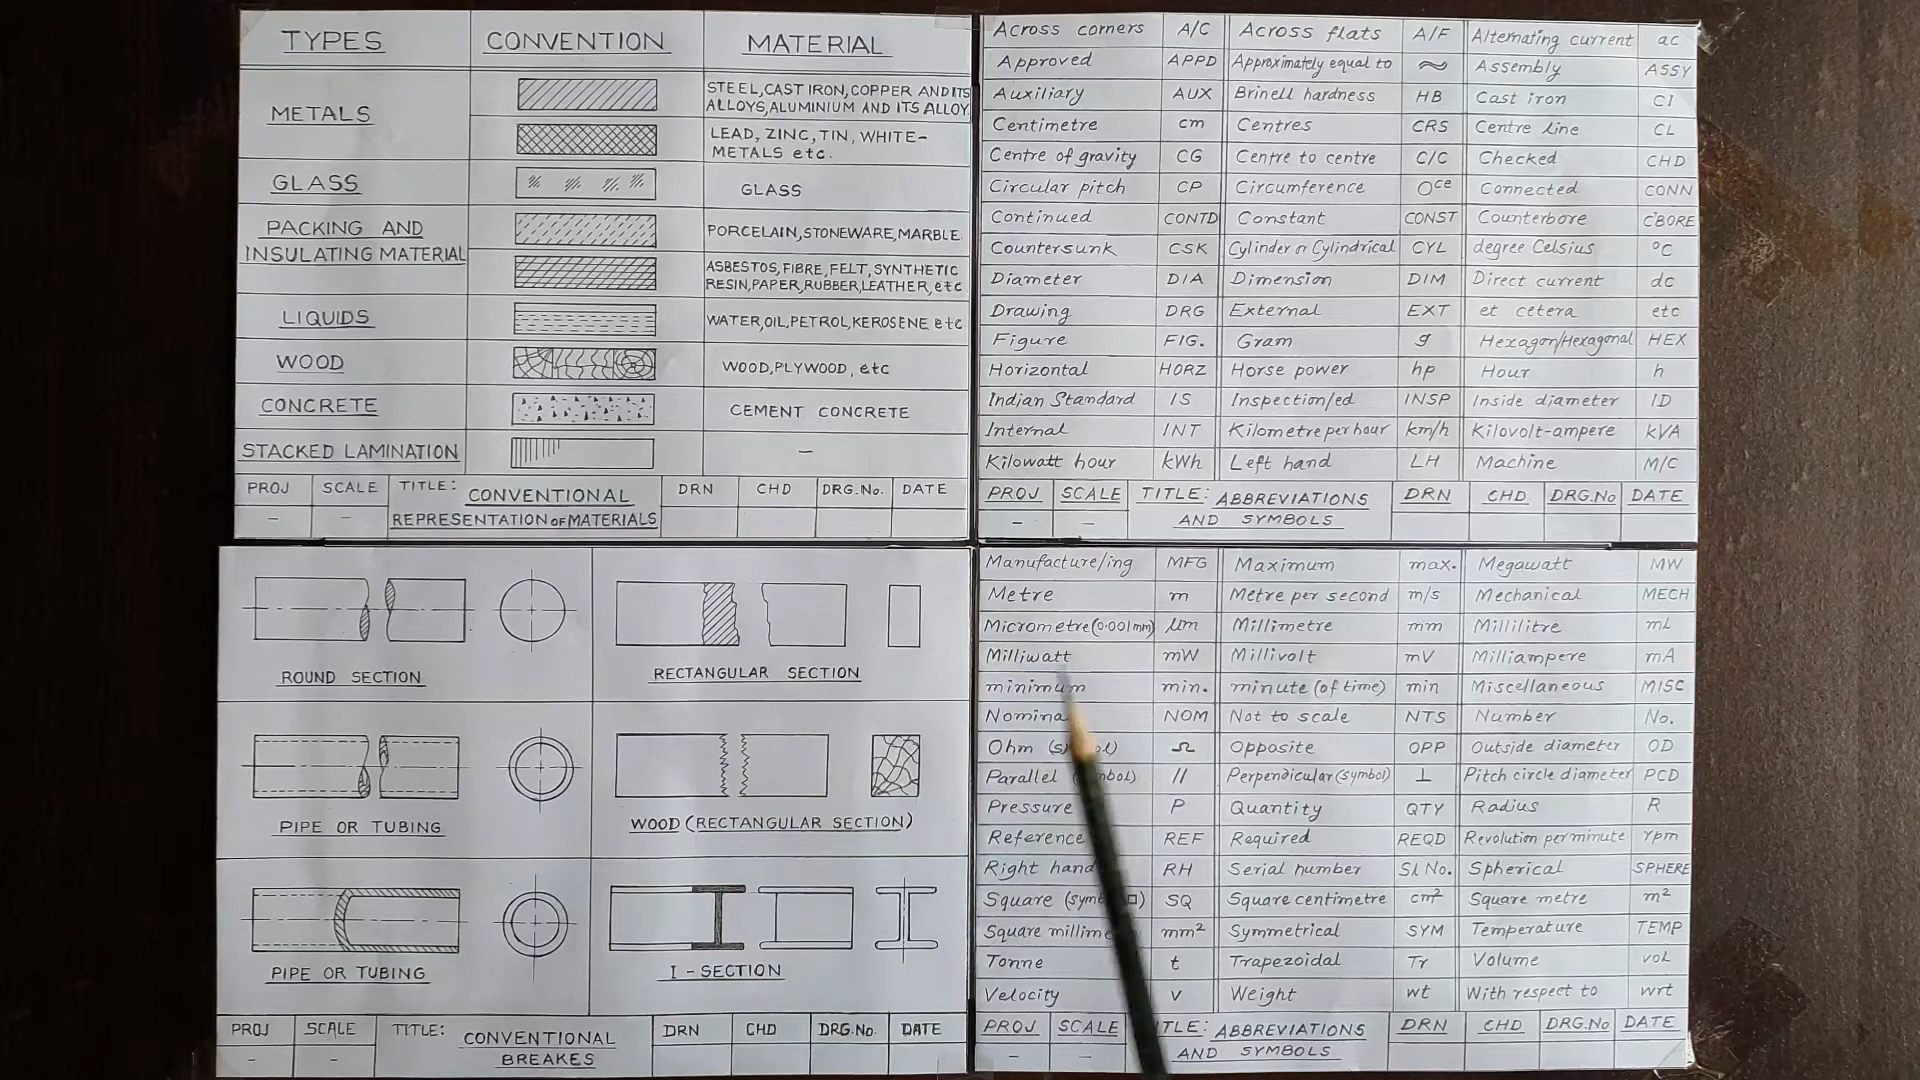 TYPES CONVENTION MATERIAL
METALS
STEEL,CAST IRON,COPPER AND ITS
ALLOYS,ALUMINIUM AND ITS ALLOY
LEAD, ZINC, TIN, WHITE-
METALS etc.
GLASS GLASS
PACKING AND
INSULATING MATERIAL
PORCELAIN,STONEWARE,MARBLE.
ASBESTOS,FIBRE,FELT,SYNTHETIC
RESIN,PAPER,RUBBER,LEATHER,etc
LIQUIDS WATER,OIL,PETROL,KEROSENE etc.
WOOD WOOD,PLYWOOD, etc
CONCRETE CEMENT CONCRETE
STACKED LAMINATION –
PROJ SCALE TITLE: CONVENTIONAL DRN CHD DRG.No. DATE
– – REPRESENTATION OF MATERIALS
Across corners A/C Across flats A/F Alternating current ac
Approved APPD Approximately equal to ≈ Assembly ASSY
Auxiliary AUX Brinell hardness HB Cast iron CI
Centimetre cm Centres CRS Centre line CL
Centre of gravity CG Centre to centre C/C Checked CHD
Circular pitch CP Circumference Oce Connected CONN
Continued CONTD Constant CONST Counterbore C'BORE
Countersunk CSK Cylinder or Cylindrical CYL degree Celsius °C
Diameter DIA Dimension DIM Direct current dc
Drawing DRG External EXT et cetera etc
Figure FIG. Gram g Hexagon/Hexagonal HEX
Horizontal HORZ Horse power hp Hour h
Indian Standard IS Inspection/ed INSP Inside diameter ID
Internal INT Kilometre per hour km/h Kilovolt-ampere kVA
Kilowatt hour kWh Left hand LH Machine M/C
PROJ SCALE TITLE: ABBREVIATIONS DRN CHD DRG.No DATE
– – AND SYMBOLS
ROUND SECTION RECTANGULAR SECTION
PIPE OR TUBING WOOD (RECTANGULAR SECTION)
PIPE OR TUBING I - SECTION
PROJ SCALE TITLE: CONVENTIONAL DRN CHD DRG.No. DATE
– – BREAKES
Manufacture/ing MFG Maximum max. Megawatt MW
Metre m Metre per second m/s Mechanical MECH
Micrometre(0.001mm) µm Millimetre mm Millilitre mL
Milliwatt mW Millivolt mV Milliampere mA
minimum min. minute (of time) min Miscellaneous MISC
Nomina NOM Not to scale NTS Number No.
Ohm Ω Opposite OPP Outside diameter OD
Parallel // Perpendicular(symbol) ⊥ Pitch circle diameter PCD
Pressure P Quantity QTY Radius R
Reference REF Required REQD Revolution per minute rpm
Right hand RH Serial number Sl No. Spherical SPHERE
Square SQ Square centimetre cm² Square metre m²
Square mm² Symmetrical SYM Temperature TEMP
Tonne t Trapezoidal Tr Volume VOL
Velocity v Weight wt With respect to wrt
PROJ SCALE TLE: ABBREVIATIONS DRN CHD DRG.No DATE
– – AND SYMBOLS